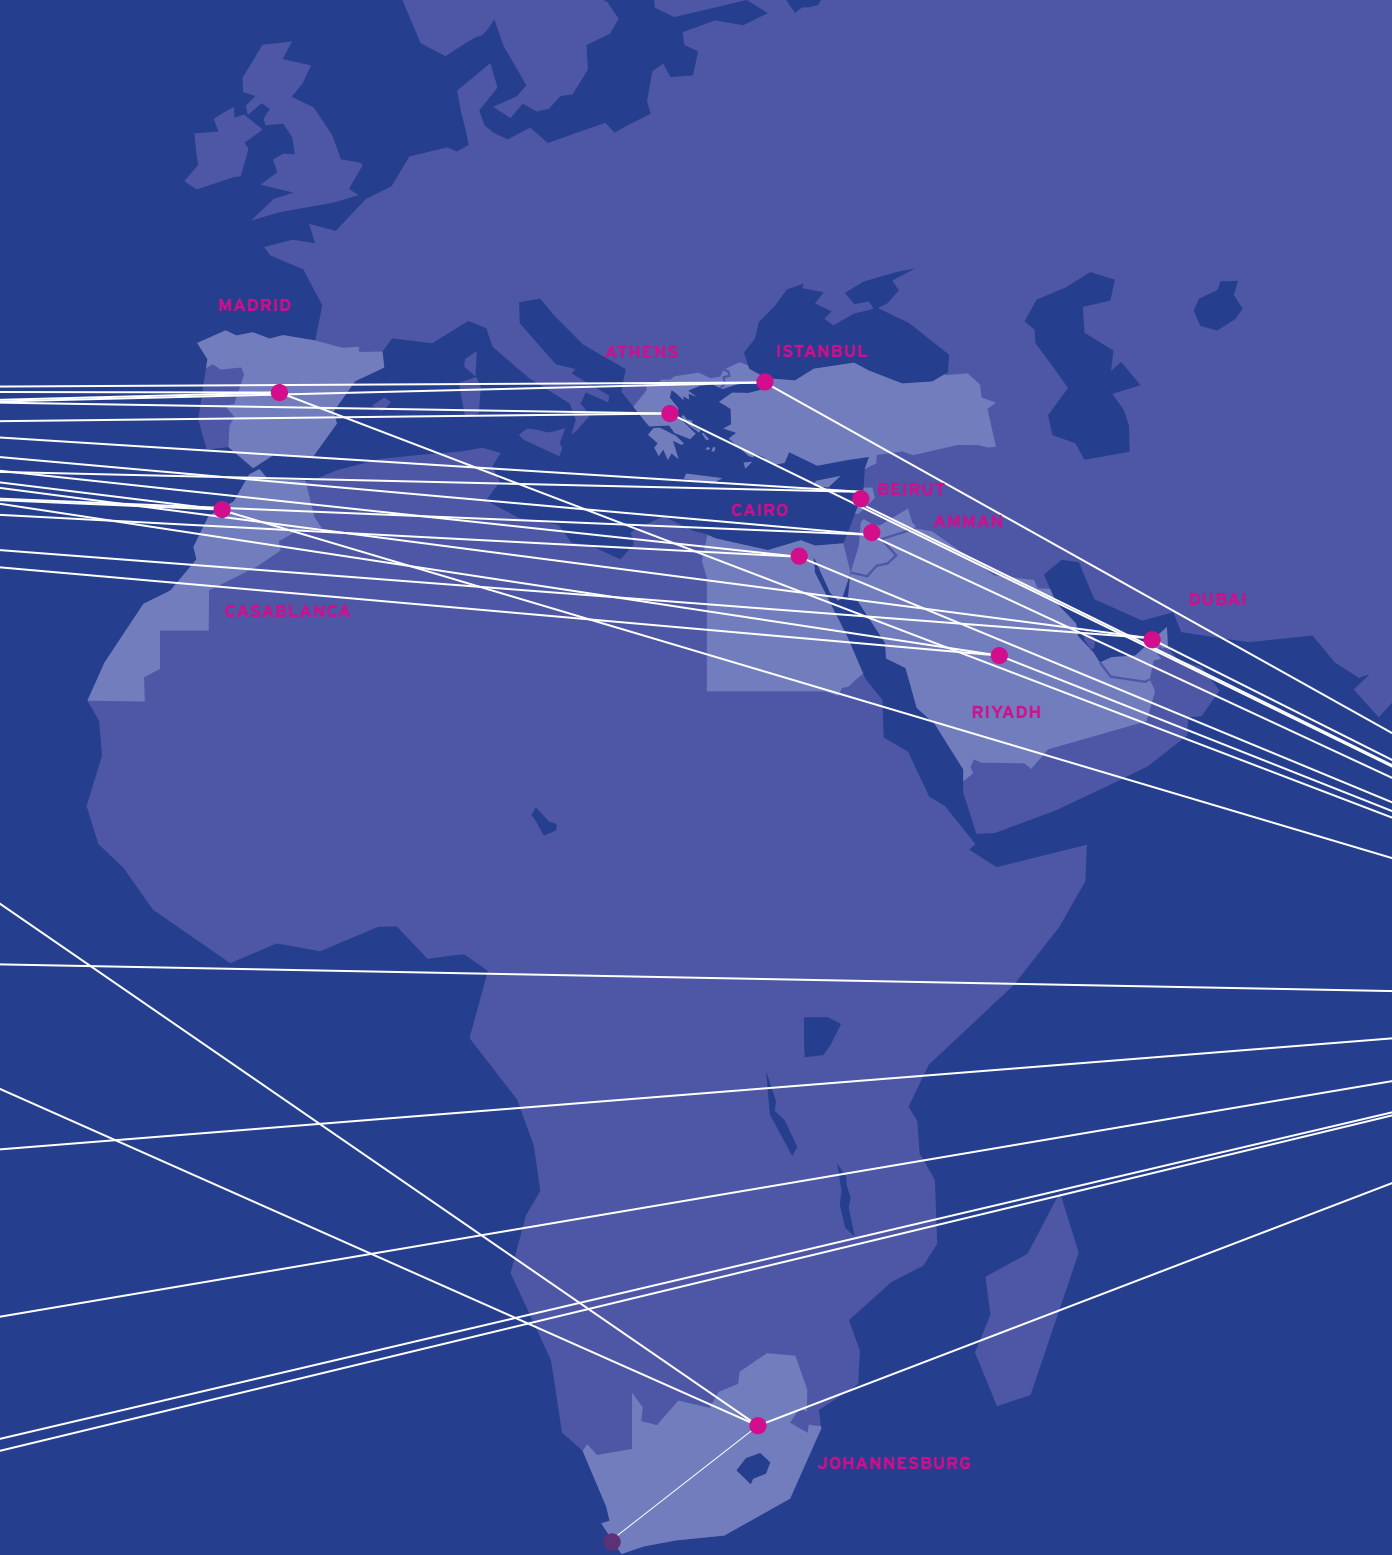 MADRID
ATHENS
ISTANBUL
BEIRUT
CAIRO
AMMAN
DUBAI
CASABLANCA
RIYADH
JOHANNESBURG